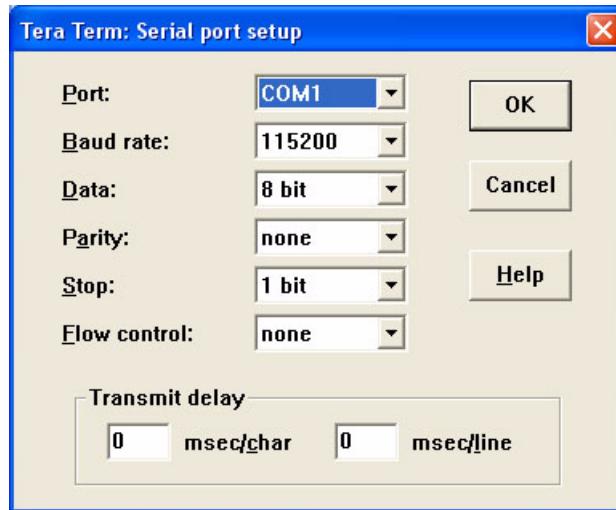 Tera Term: Serial port setup
Port: COM1
Baud rate: 115200
Data: 8 bit
Parity: none
Stop: 1 bit
Flow control: none
OK
Cancel
Help
Transmit delay
0 msec/char 0 msec/line